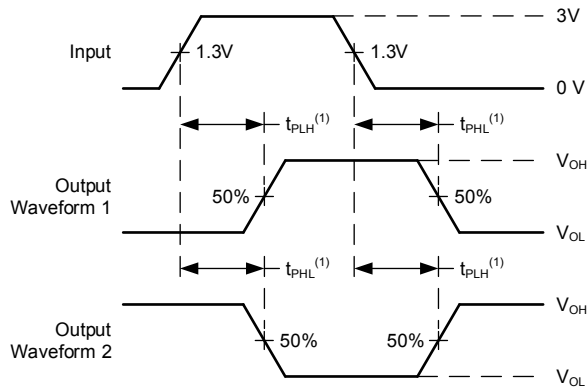 3V
Input
1.3V
1.3V
0 V
tPLH(1)
tPHL(1)
VOH
Output
Waveform 1
50%
50%
VOL
tPHL(1)
tPLH(1)
VOH
Output
Waveform 2
50%
50%
VOL